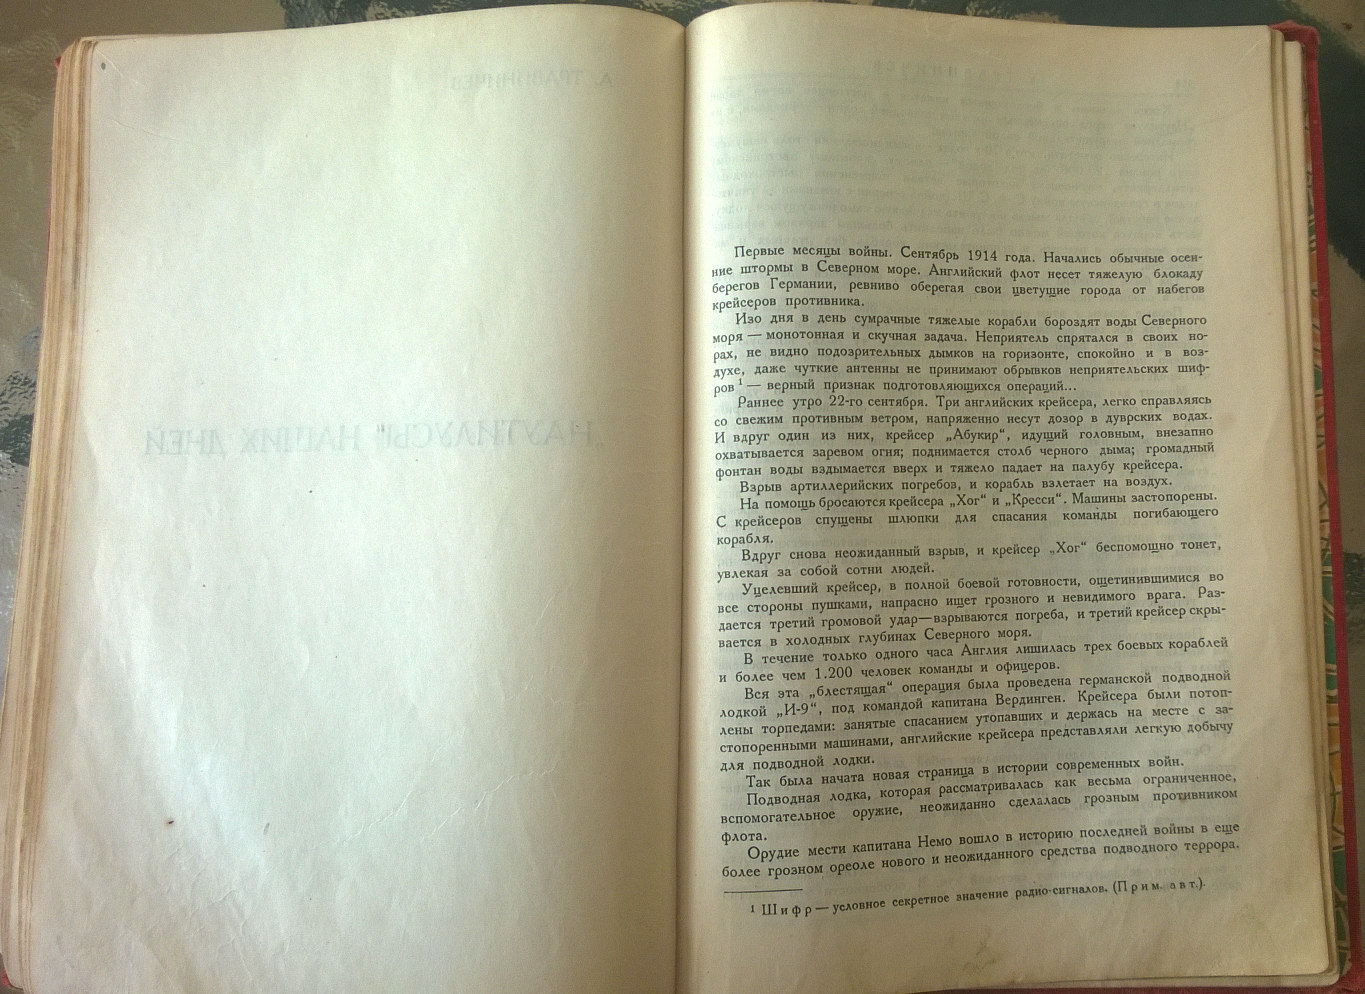 Первые месяцы войны. Сентябрь 1914 года. Начались обычные осен-
ние штормы в Северном море. Английский флот несет тяжелую блокаду
берегов Германии, ревниво оберегая свои цветущие города от набегов
крейсеров противника.
Изо дня в день сумрачные тяжелые корабли бороздят воды Северного
моря — монотонная и скучная задача. Неприятель спрятался в своих но-
рах, не видно подозрительных дымков на горизонте, спокойно и в воз-
духе, даже чуткие антенны не принимают обрывков неприятельских шиф-
ров ¹ — верный признак подготовляющихся операций...
Раннее утро 22-го сентября. Три английских крейсера, легко справляясь
со свежим противным ветром, напряженно несут дозор в дуврских водах.
И вдруг один из них, крейсер „Абукир“, идущий головным, внезапно
охватывается заревом огня; поднимается столб черного дыма; громадный
фонтан воды вздымается вверх и тяжело падает на палубу крейсера.
Взрыв артиллерийских погребов, и корабль взлетает на воздух.
На помощь бросаются крейсера „Хог“ и „Кресси“. Машины застопорены.
С крейсеров спущены шлюпки для спасания команды погибающего
корабля.
Вдруг снова неожиданный взрыв, и крейсер „Хог“ беспомощно тонет,
увлекая за собой сотни людей.
Уцелевший крейсер, в полной боевой готовности, ощетинившимися во
все стороны пушками, напрасно ищет грозного и невидимого врага. Раз-
дается третий громовой удар—взрываются погреба, и третий крейсер скры-
вается в холодных глубинах Северного моря.
В течение только одного часа Англия лишилась трех боевых кораблей
и более чем 1.200 человек команды и офицеров.
Вся эта „блестящая“ операция была проведена германской подводной
лодкой „И-9“, под командой капитана Вердинген. Крейсера были потоп-
лены торпедами: занятые спасанием утопавших и держась на месте с за-
стопоренными машинами, английские крейсера представляли легкую добычу
для подводной лодки.
Так была начата новая страница в истории современных войн.
Подводная лодка, которая рассматривалась как весьма ограниченное,
вспомогательное оружие, неожиданно сделалась грозным противником
флота.
Орудие мести капитана Немо вошло в историю последней войны в еще
более грозном ореоле нового и неожиданного средства подводного террора.
¹ Шифр — условное секретное значение радио-сигналов. (Прим. авт.).